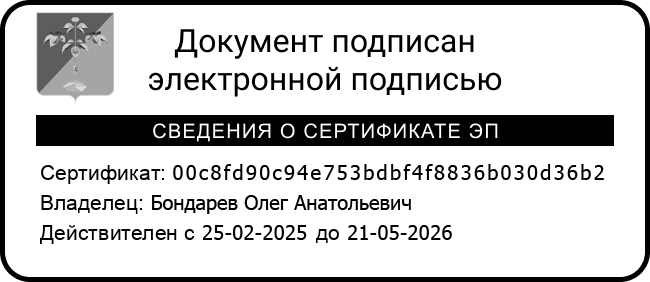 Документ подписан
электронной подписью
СВЕДЕНИЯ О СЕРТИФИКАТЕ ЭП
Сертификат: 00c8fd90c94e753bdbf4f8836b030d36b2
Владелец: Бондарев Олег Анатольевич
Действителен с 25-02-2025 до 21-05-2026